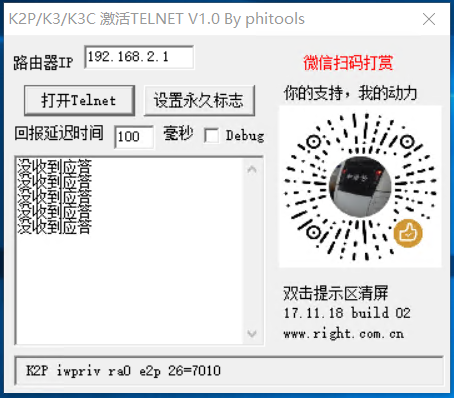 K2P/K3/K3C 激活TELNET V1.0 By phitools
路由器IP 192.168.2.1
打开Telnet 设置永久标志
回报延迟时间 100 毫秒 Debug
没收到应答
没收到应答
没收到应答
没收到应答
没收到应答
微信扫码打赏
你的支持，我的动力
双击提示区清屏
17.11.18 build 02
www.right.com.cn
K2P iwpriv ra0 e2p 26=7010